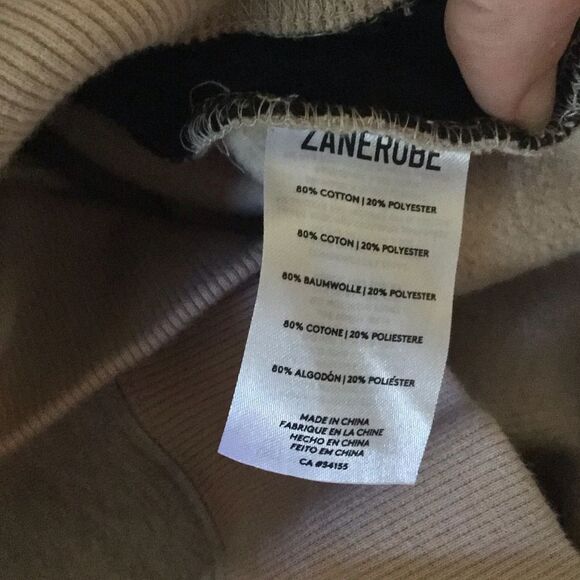 ZANEROBE
80% COTTON | 20% POLYESTER
80% COTON | 20% POLYESTER
80% BAUMWOLLE | 20% POLYESTER
80% COTONE | 20% POLIESTERE
80% ALGODÓN | 20% POLIÉSTER
MADE IN CHINA
FABRIQUE EN LA CHINE
HECHO EN CHINA
FEITO EM CHINA
CA #34155